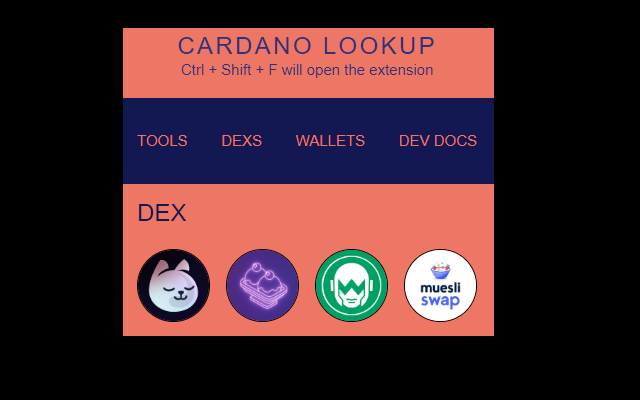 CARDANO LOOKUP
Ctrl + Shift + F will open the extension
TOOLS DEXS WALLETS DEV DOCS
DEX
muesli
swap